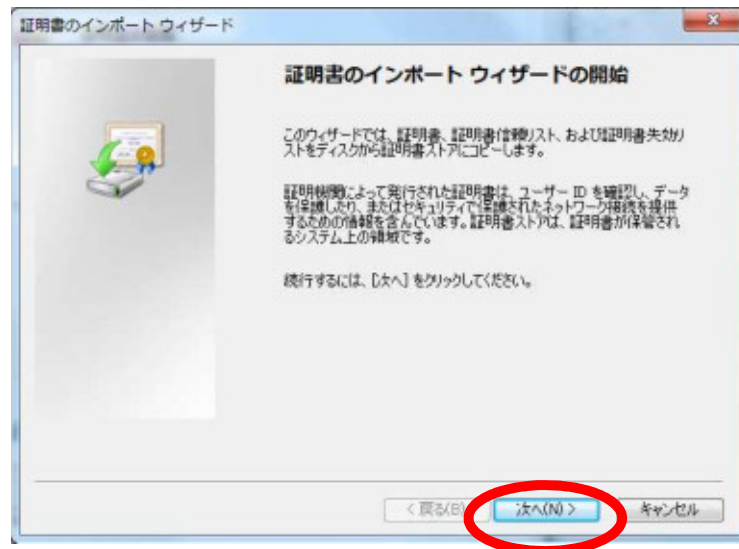 証明書のインポート ウィザード
証明書のインポート ウィザードの開始
このウィザードでは、証明書、証明書信頼リスト、および証明書失効リ
ストをディスクから証明書ストアにコピーします。
証明機関によって発行された証明書は、ユーザー ID を確認し、データ
を保護したり、またはセキュリティで保護されたネットワーク接続を提供
するための情報を含んでいます。証明書ストアは、証明書が保管され
るシステム上の領域です。
続行するには、[次へ] をクリックしてください。
< 戻る(B)
次へ(N) >
キャンセル